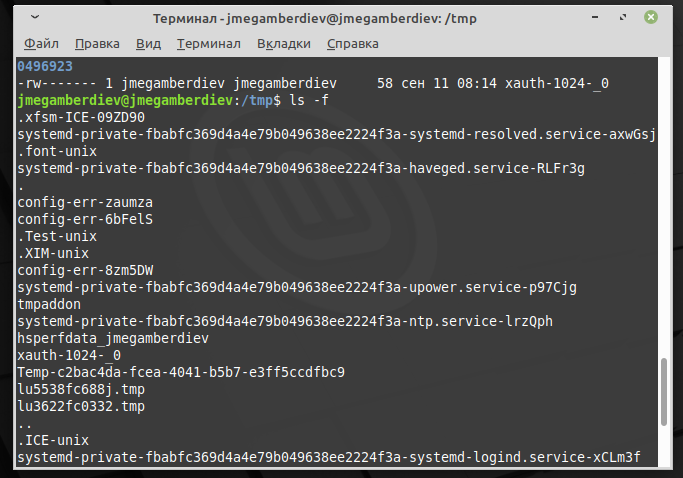 Терминал - jmegamberdiev@jmegamberdiev: /tmp
Файл Правка Вид Терминал Вкладки Справка
0496923
-rw------- 1 jmegamberdiev jmegamberdiev 58 сен 11 08:14 xauth-1024-_0
jmegamberdiev@jmegamberdiev:/tmp$ ls -f
.xfsm-ICE-09ZD90
systemd-private-fbabfc369d4a4e79b049638ee2224f3a-systemd-resolved.service-axwGsj
.font-unix
systemd-private-fbabfc369d4a4e79b049638ee2224f3a-haveged.service-RLFr3g
.
config-err-zaumza
config-err-6bFelS
.Test-unix
.XIM-unix
config-err-8zm5DW
systemd-private-fbabfc369d4a4e79b049638ee2224f3a-upower.service-p97Cjg
tmpaddon
systemd-private-fbabfc369d4a4e79b049638ee2224f3a-ntp.service-lrzQph
hsperfdata_jmegamberdiev
xauth-1024-_0
Temp-c2bac4da-fcea-4041-b5b7-e3ff5ccdfbc9
lu5538fc688j.tmp
lu3622fc0332.tmp
..
.ICE-unix
systemd-private-fbabfc369d4a4e79b049638ee2224f3a-systemd-logind.service-xCLm3f